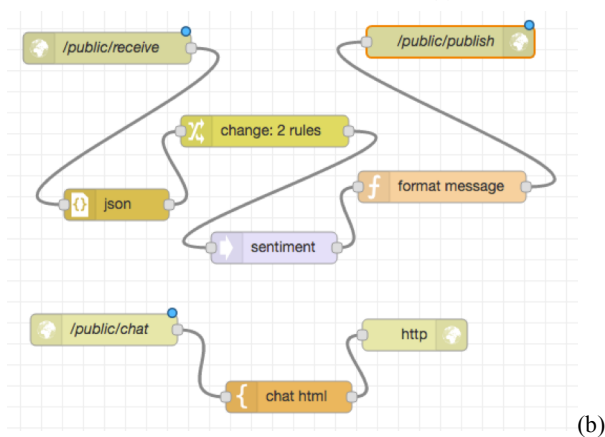 /public/receive
/public/publish
change: 2 rules
json
format message
sentiment
/public/chat
http
chat html
(b)